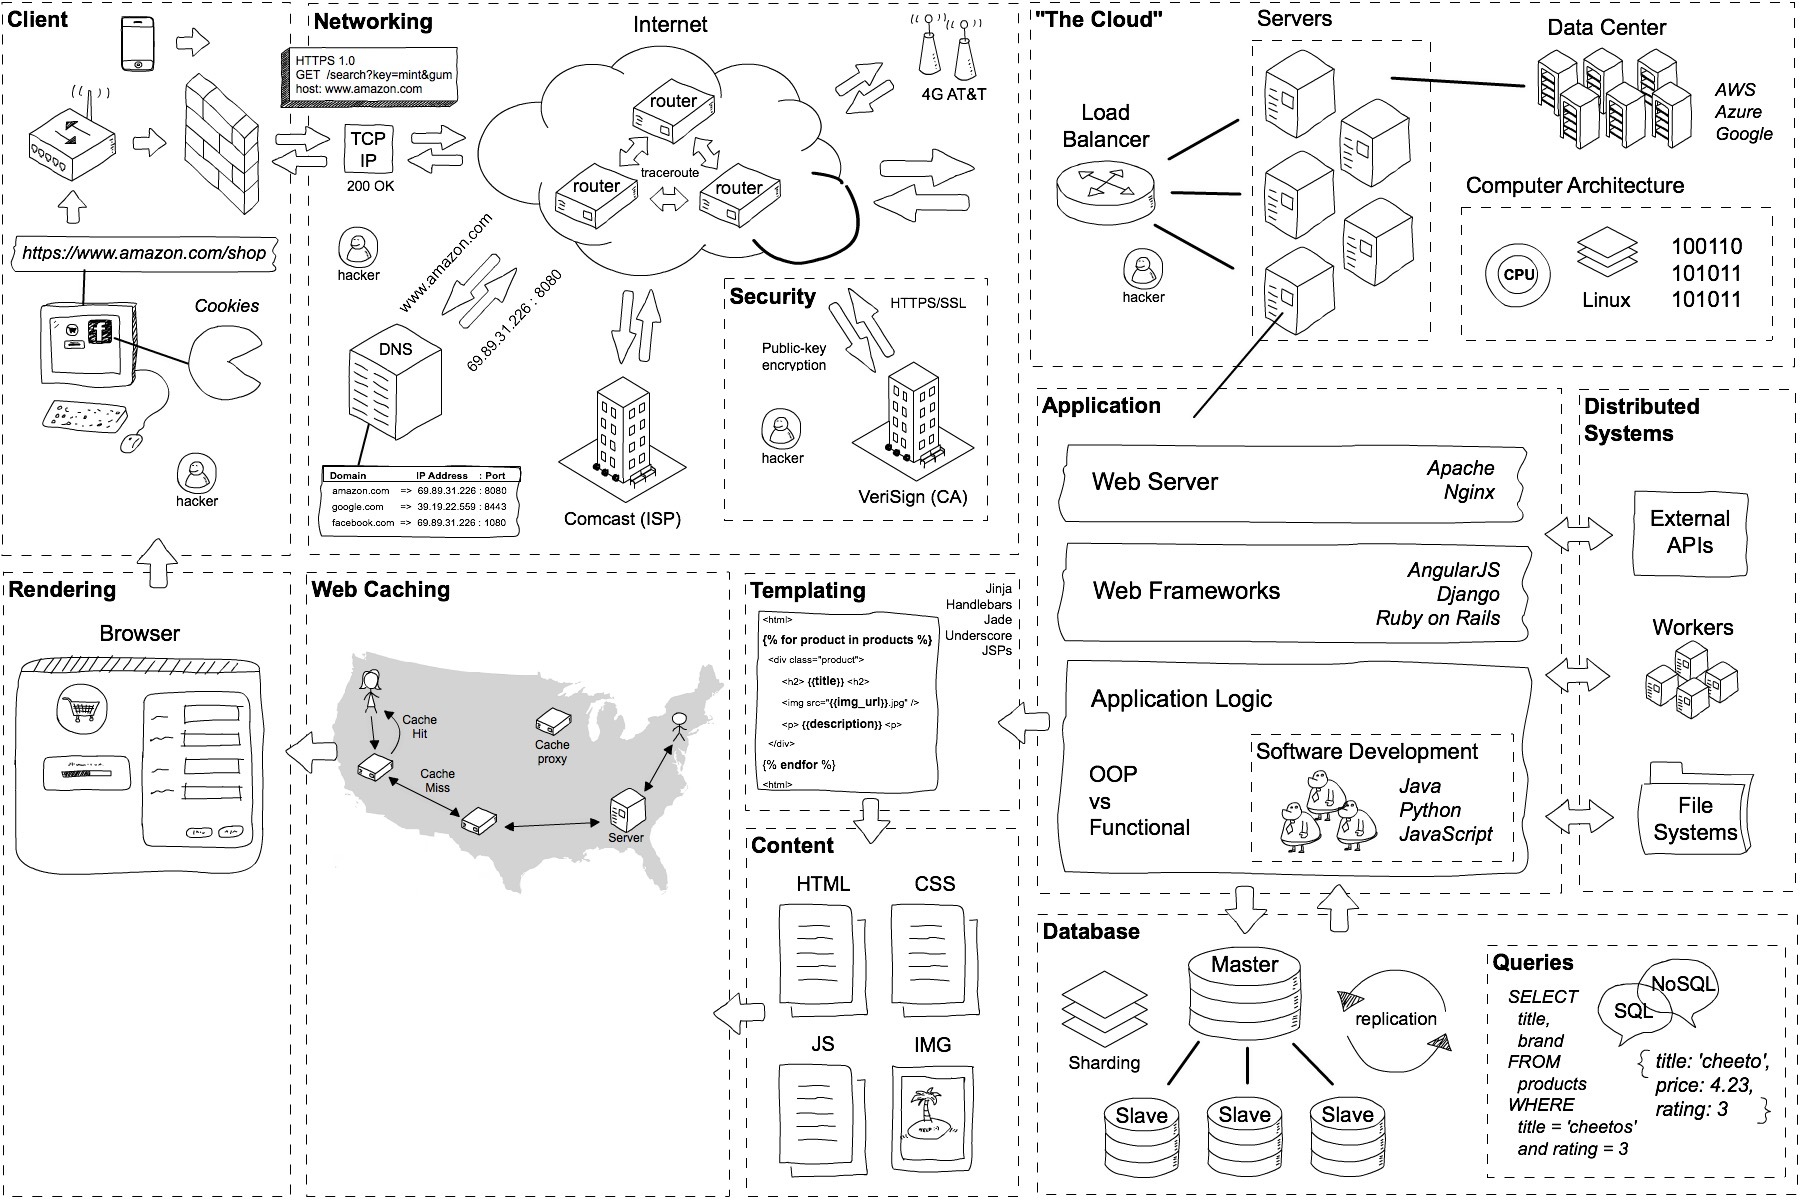 Client
https://www.amazon.com/shop
f
Cookies
hacker
Networking
HTTPS 1.0
GET /search?key=mint&gum
host: www.amazon.com
TCP
IP
200 OK
Internet
router
router
router
traceroute
4G AT&T
hacker
www.amazon.com
69.89.31.226 : 8080
DNS
Domain IP Address : Port
amazon.com => 69.89.31.226 : 8080
google.com => 39.19.22.559 : 8443
facebook.com => 69.89.31.226 : 1080
Comcast (ISP)
Security
HTTPS/SSL
Public-key
encryption
hacker
VeriSign (CA)
"The Cloud"
Servers
Load
Balancer
hacker
Data Center
AWS
Azure
Google
Computer Architecture
CPU
Linux
100110
101011
101011
Application
Web Server
Apache
Nginx
Web Frameworks
AngularJS
Django
Ruby on Rails
Application Logic
OOP
vs
Functional
Software Development
Java
Python
JavaScript
Distributed
Systems
External
APIs
Workers
File
Systems
Rendering
Browser
Web Caching
Cache
Hit
Cache
Miss
Cache
proxy
Server
Templating
Jinja
Handlebars
Jade
Underscore
JSPs
<html>
{% for product in products %}
<div class="product">
<h2> {{title}} <h2>
<img src="{{img_url}}.jpg" />
<p> {{description}} <p>
</div>
{% endfor %}
<html>
Content
HTML
CSS
JS
IMG
HELP :)
Database
Sharding
Master
Slave
Slave
Slave
replication
Queries
SELECT
title,
brand
FROM
products
WHERE
title = 'cheetos'
and rating = 3
NoSQL
SQL
{ title: 'cheeto',
price: 4.23,
rating: 3 }